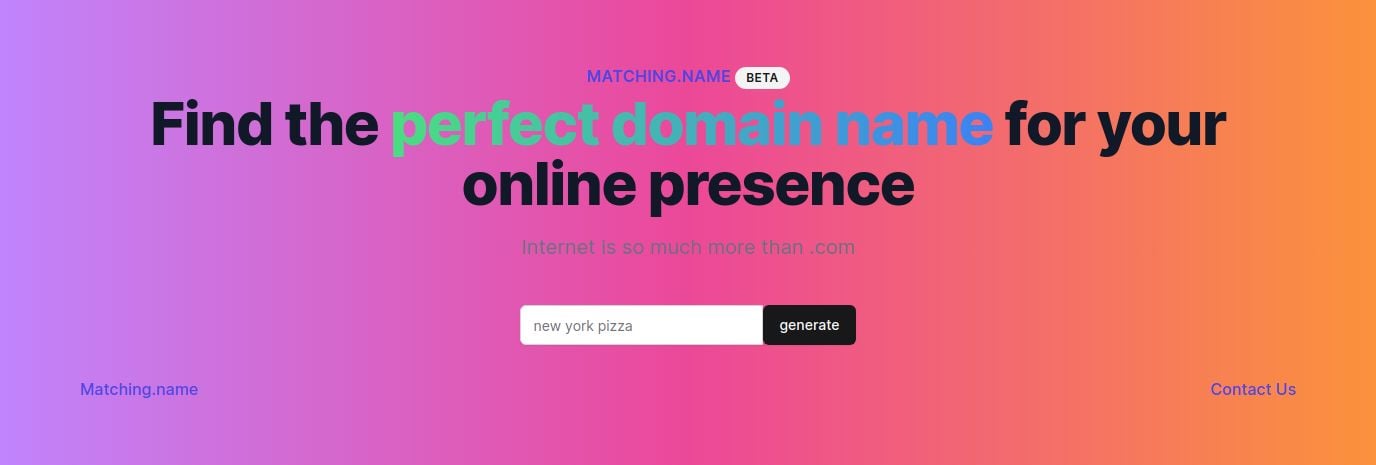 MATCHING.NAME BETA
Find the perfect domain name for your
online presence
Internet is so much more than .com
new york pizza generate
Matching.name Contact Us